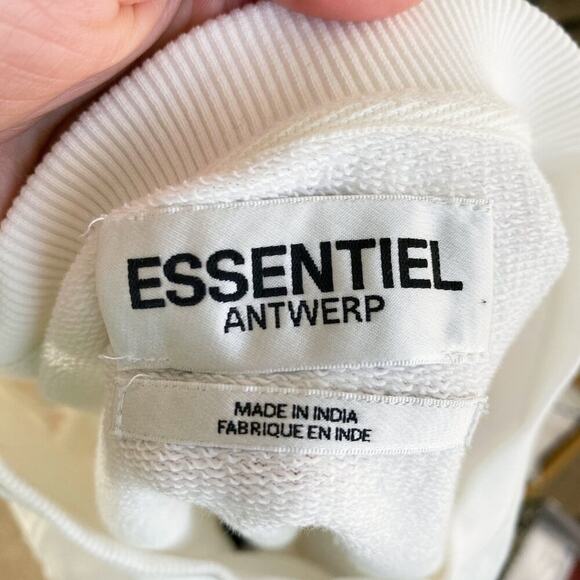 ESSENTIEL
ANTWERP
MADE IN INDIA
FABRIQUE EN INDE